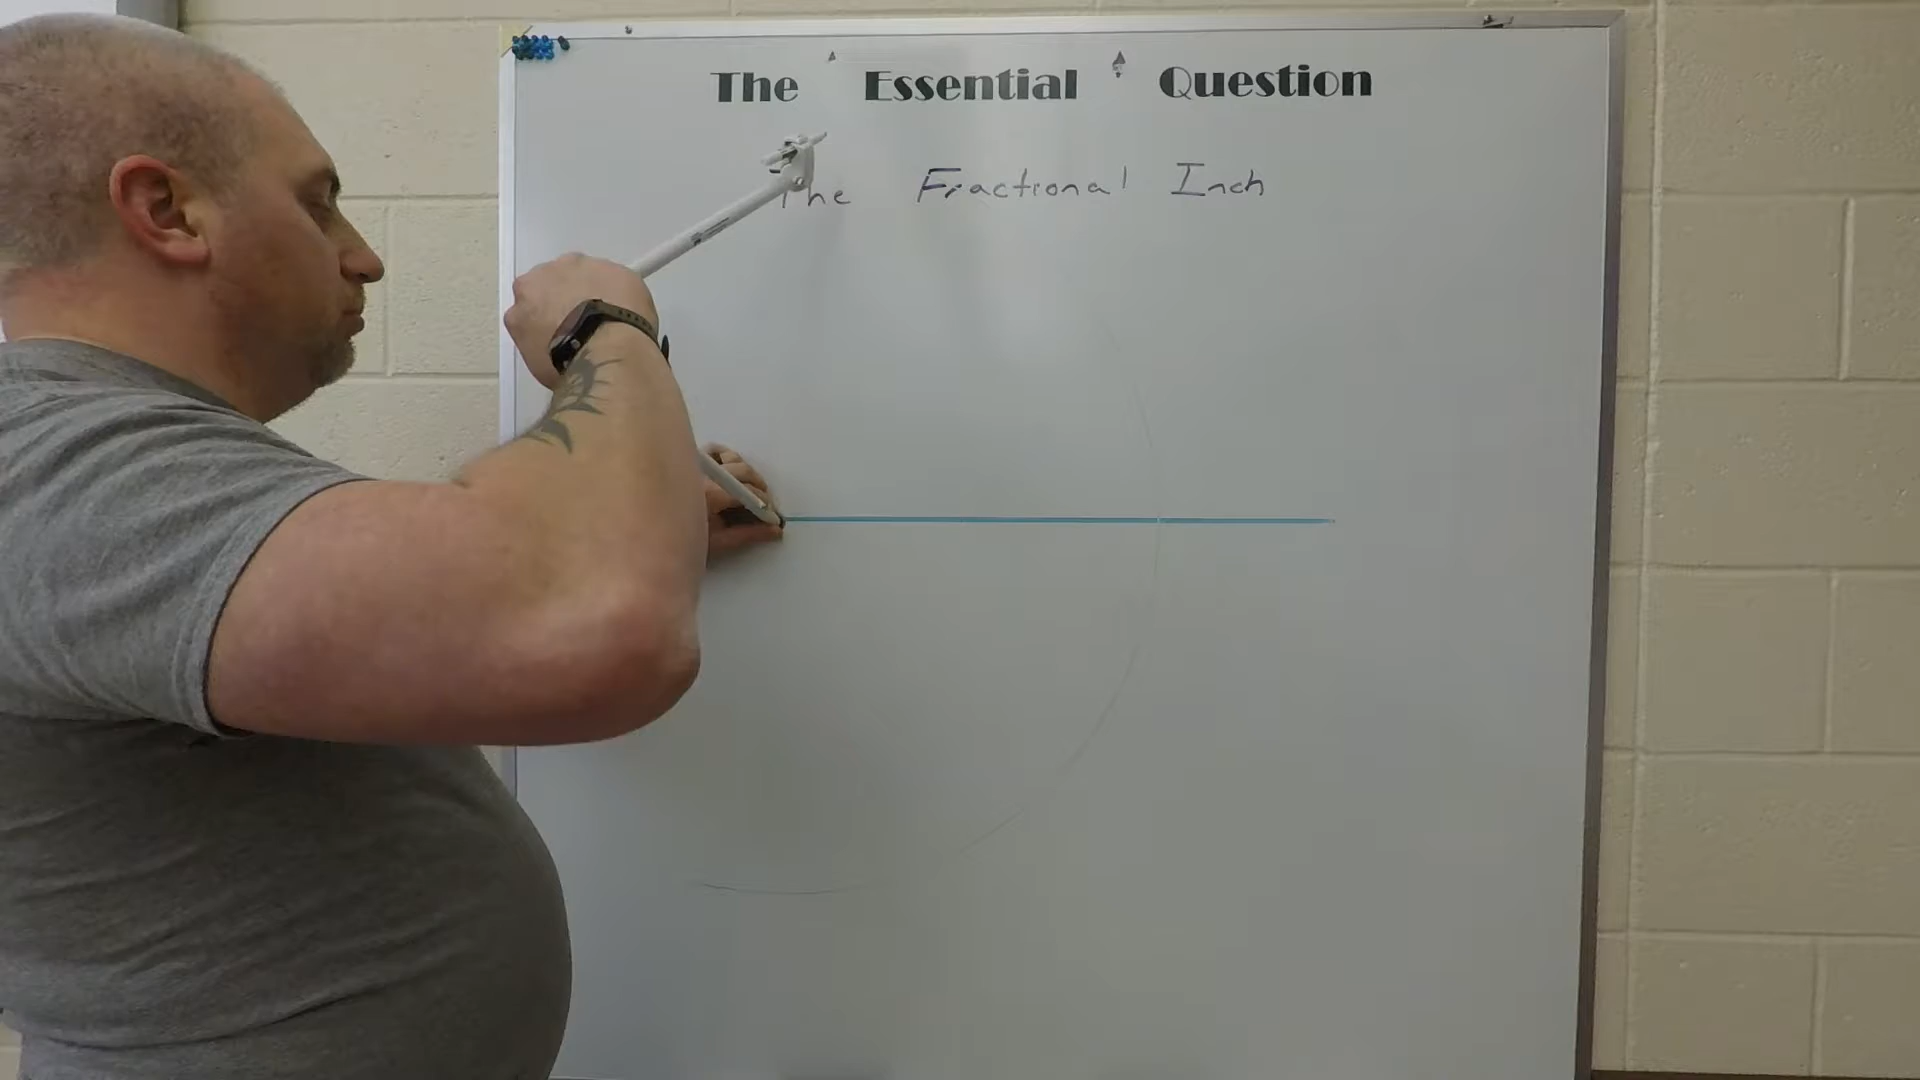 The Essential Question
The Fractional Inch